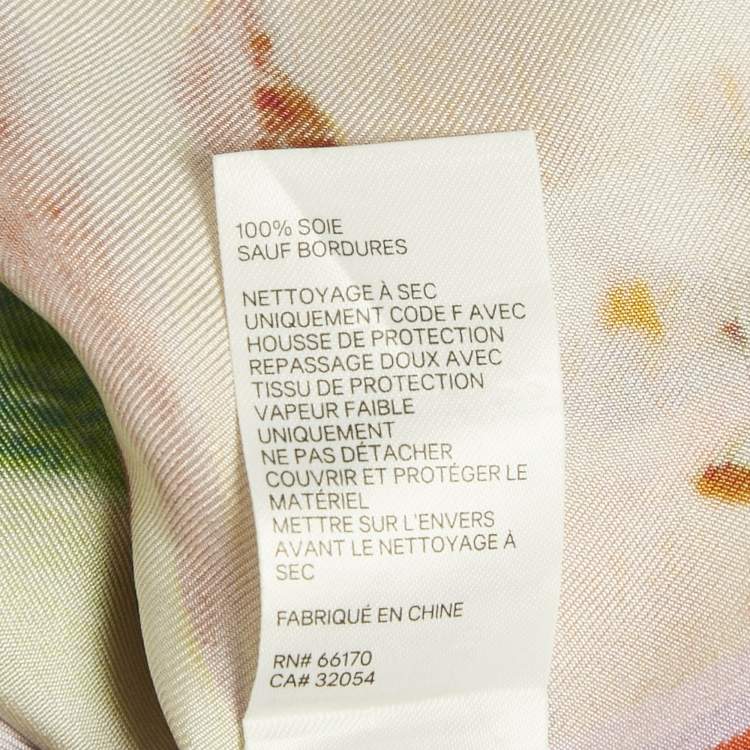 100% SOIE
SAUF BORDURES
NETTOYAGE À SEC
UNIQUEMENT CODE F AVEC
HOUSSE DE PROTECTION
REPASSAGE DOUX AVEC
TISSU DE PROTECTION
VAPEUR FAIBLE
UNIQUEMENT
NE PAS DÉTACHER
COUVRIR ET PROTÉGER LE
MATÉRIEL
METTRE SUR L'ENVERS
AVANT LE NETTOYAGE À
SEC
FABRIQUÉ EN CHINE
RN# 66170
CA# 32054